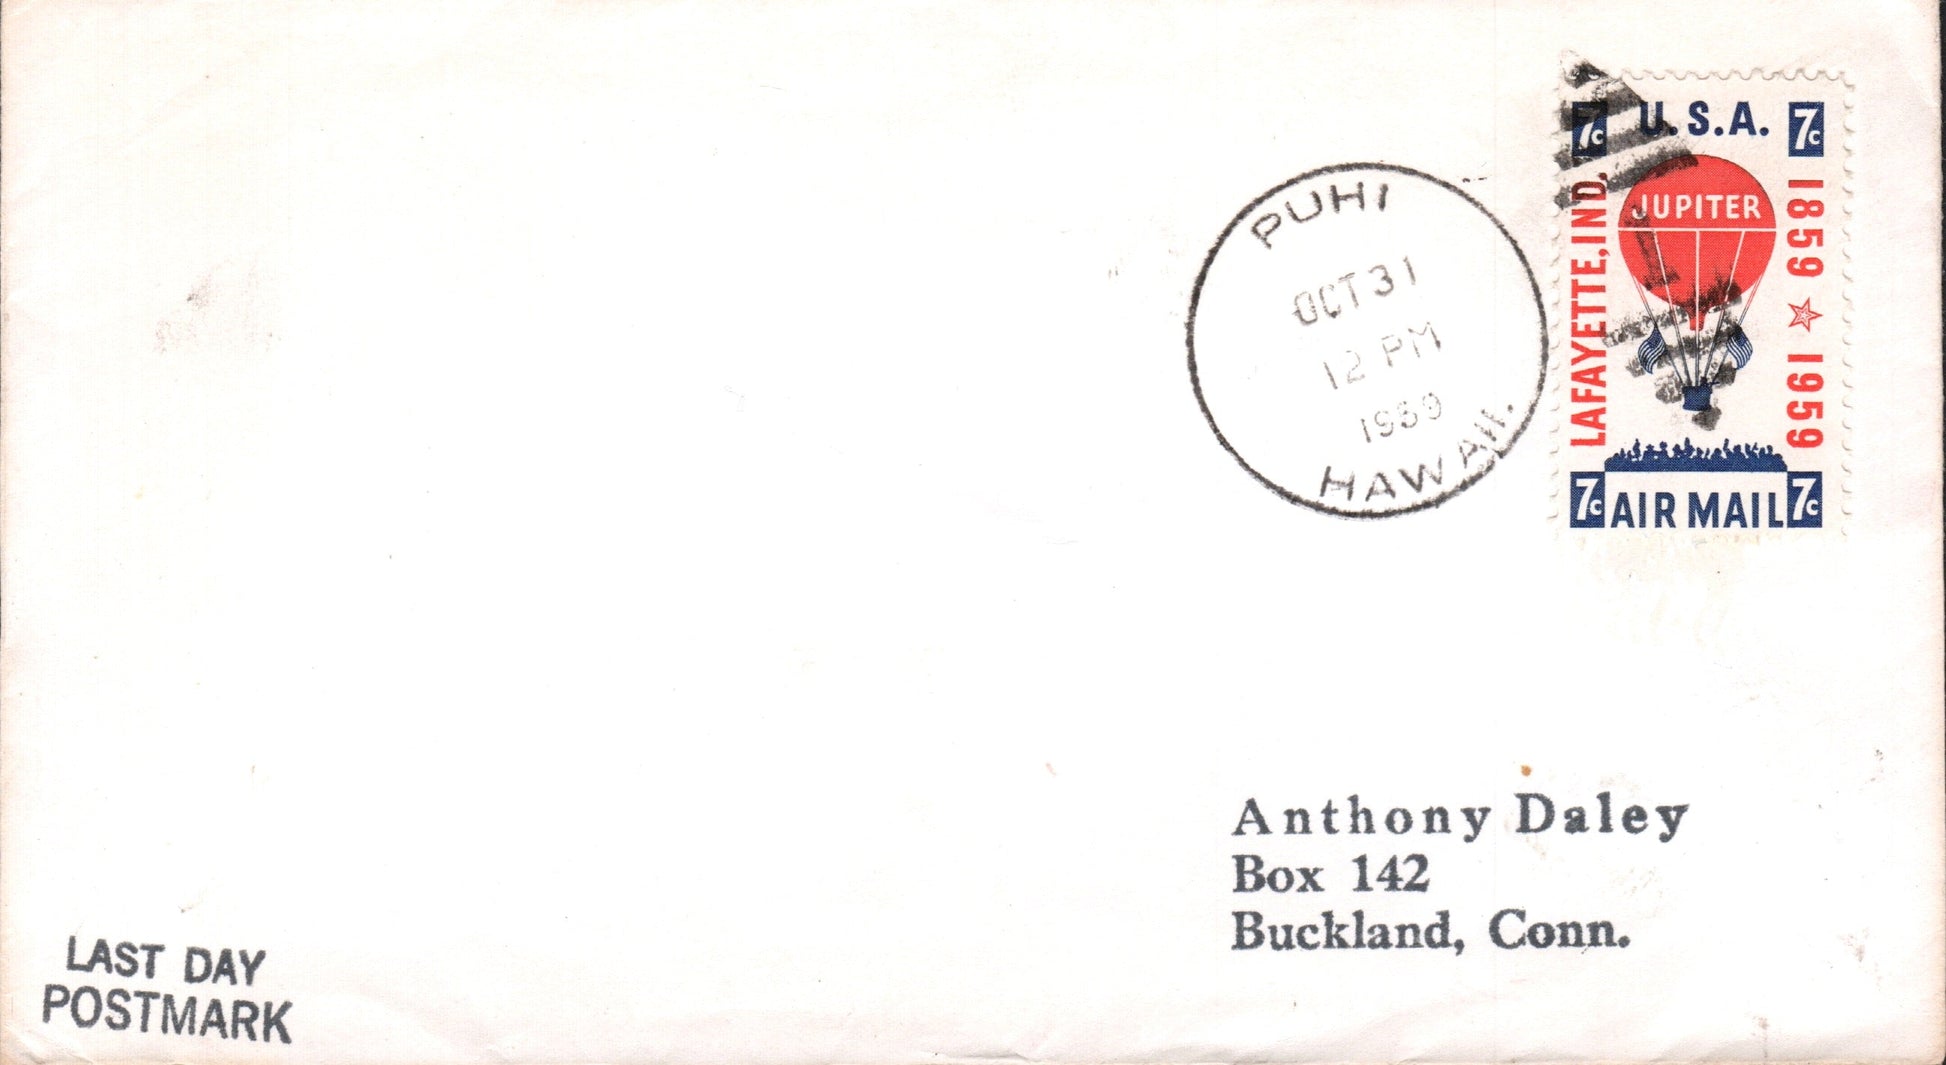 PUHI
OCT 31
12 PM
1959
HAWAII.
7c U.S.A. 7c
LAFAYETTE, IND.
JUPITER
1859 ☆ 1959
7c AIR MAIL 7c
Anthony Daley
Box 142
Buckland, Conn.
LAST DAY
POSTMARK